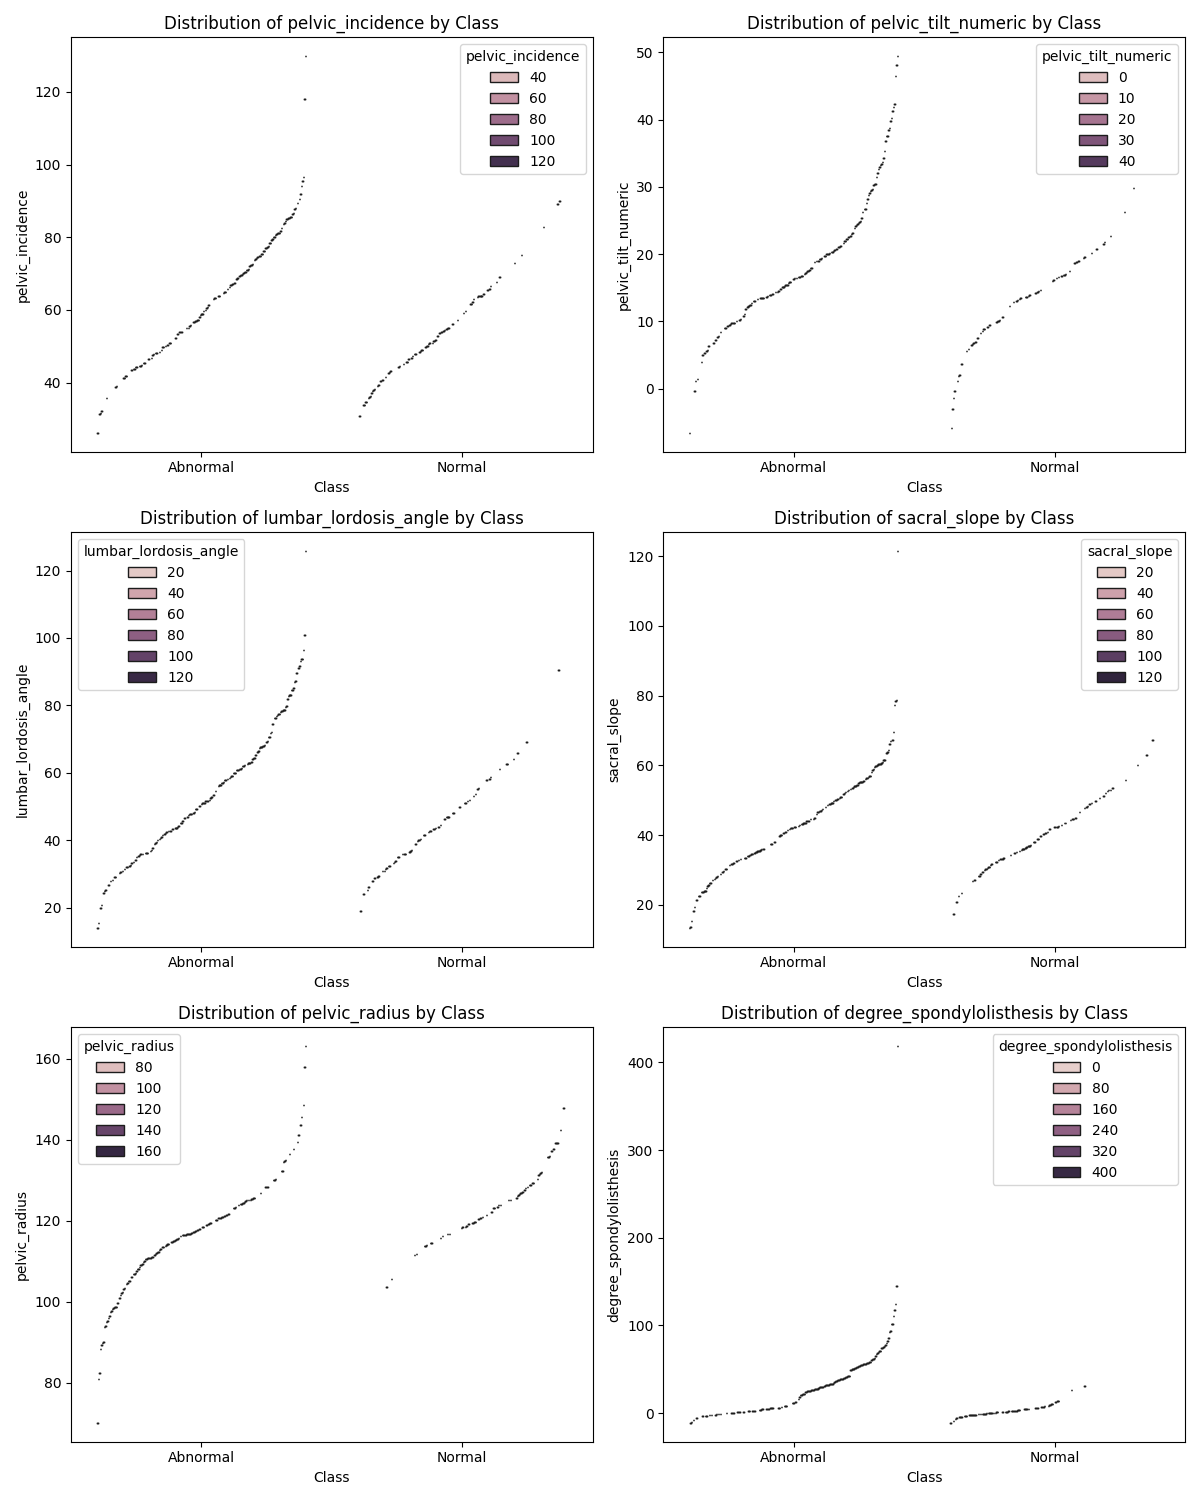 Distribution of pelvic_incidence by Class
pelvic_incidence
120
100
80
60
40
pelvic_incidence
40
60
80
100
120
Abnormal
Normal
Class
Distribution of pelvic_tilt_numeric by Class
pelvic_tilt_numeric
50
40
30
20
10
0
pelvic_tilt_numeric
0
10
20
30
40
Abnormal
Normal
Class
Distribution of lumbar_lordosis_angle by Class
lumbar_lordosis_angle
120
100
80
60
40
20
lumbar_lordosis_angle
20
40
60
80
100
120
Abnormal
Normal
Class
Distribution of sacral_slope by Class
sacral_slope
120
100
80
60
40
20
sacral_slope
20
40
60
80
100
120
Abnormal
Normal
Class
Distribution of pelvic_radius by Class
pelvic_radius
160
140
120
100
80
pelvic_radius
80
100
120
140
160
Abnormal
Normal
Class
Distribution of degree_spondylolisthesis by Class
degree_spondylolisthesis
400
300
200
100
0
degree_spondylolisthesis
0
80
160
240
320
400
Abnormal
Normal
Class